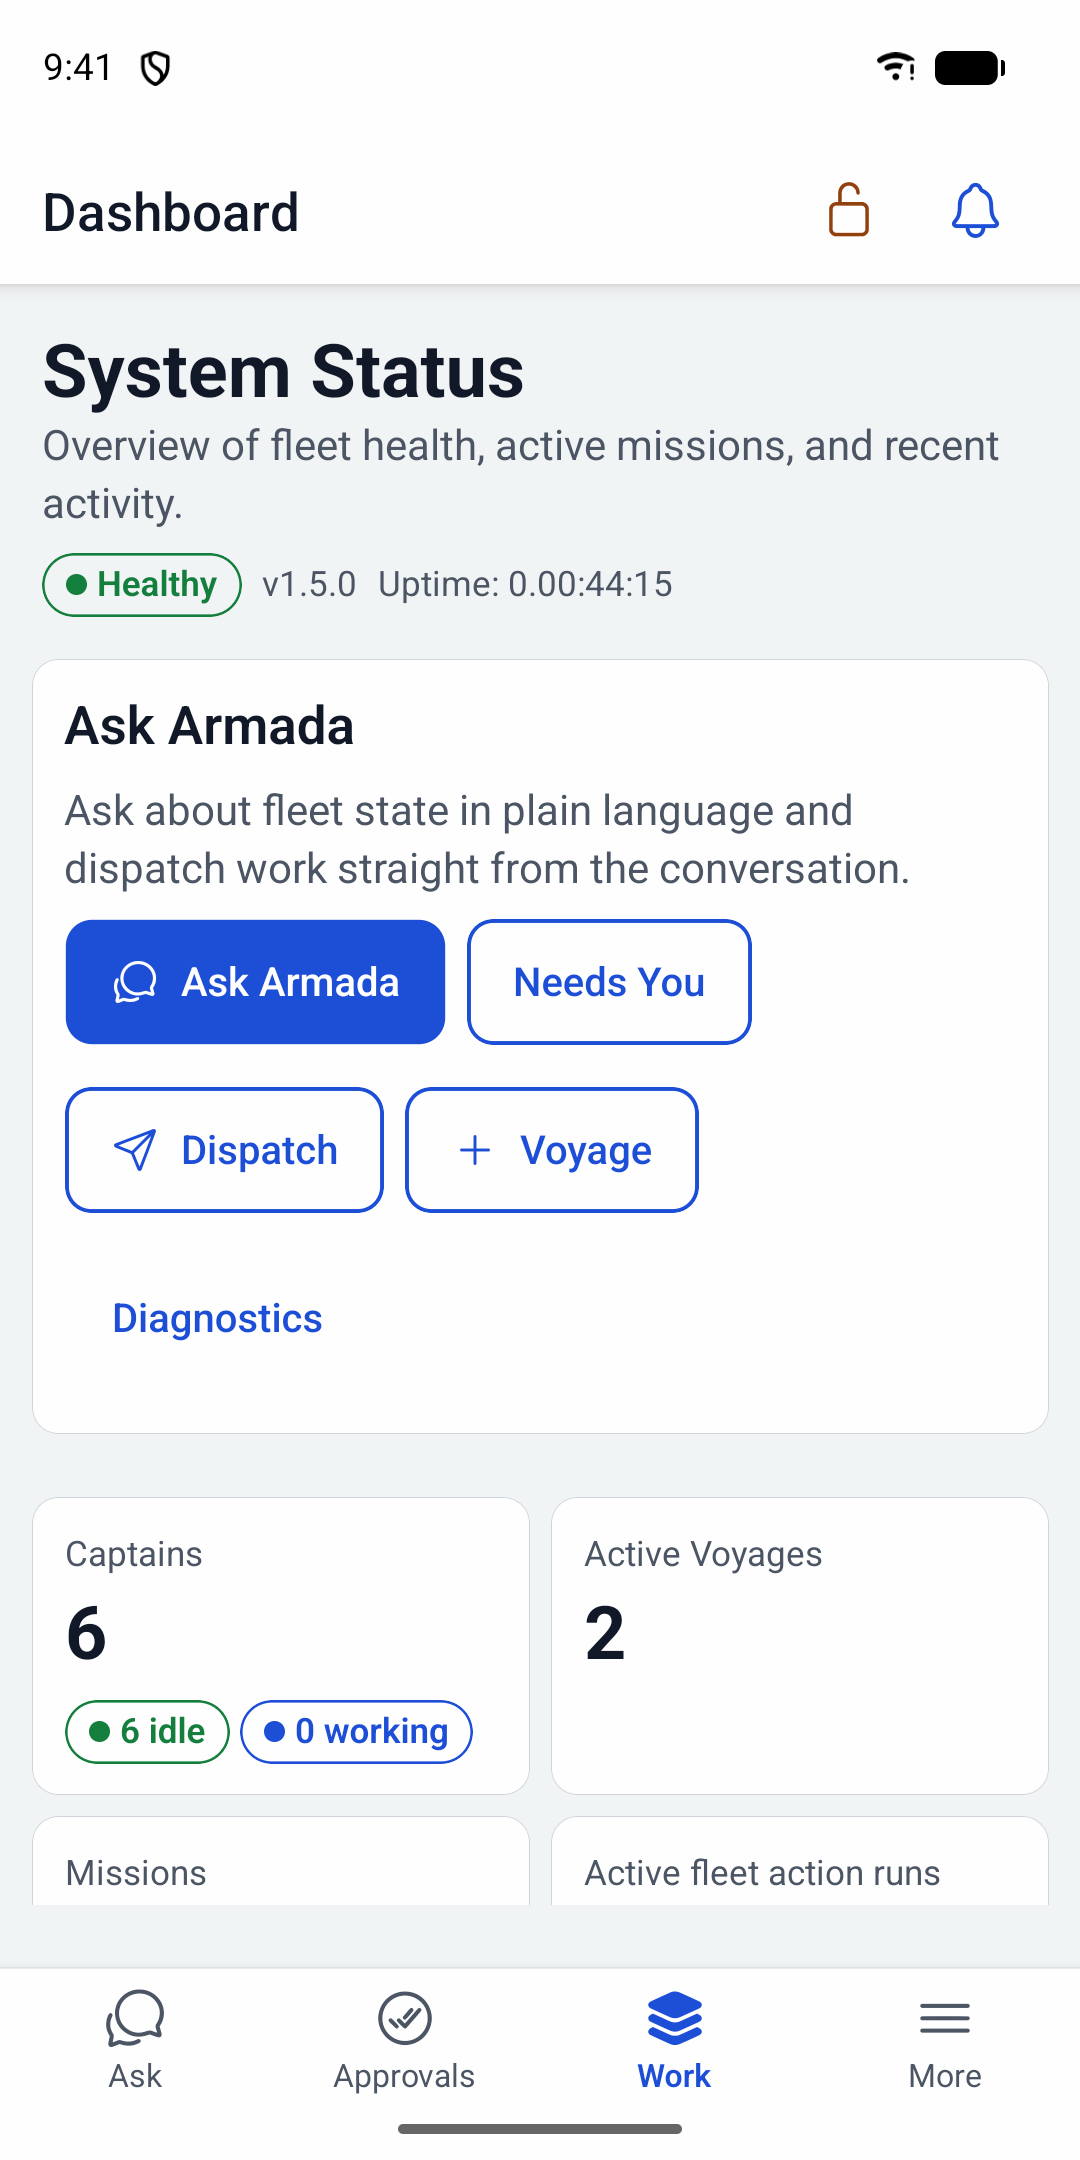 9:41
Dashboard
System Status
Overview of fleet health, active missions, and recent
activity.
Healthy v1.5.0 Uptime: 0.00:44:15
Ask Armada
Ask about fleet state in plain language and
dispatch work straight from the conversation.
Ask Armada Needs You
Dispatch Voyage
Diagnostics
Captains Active Voyages
6 2
6 idle 0 working
Missions Active fleet action runs
Ask Approvals Work More